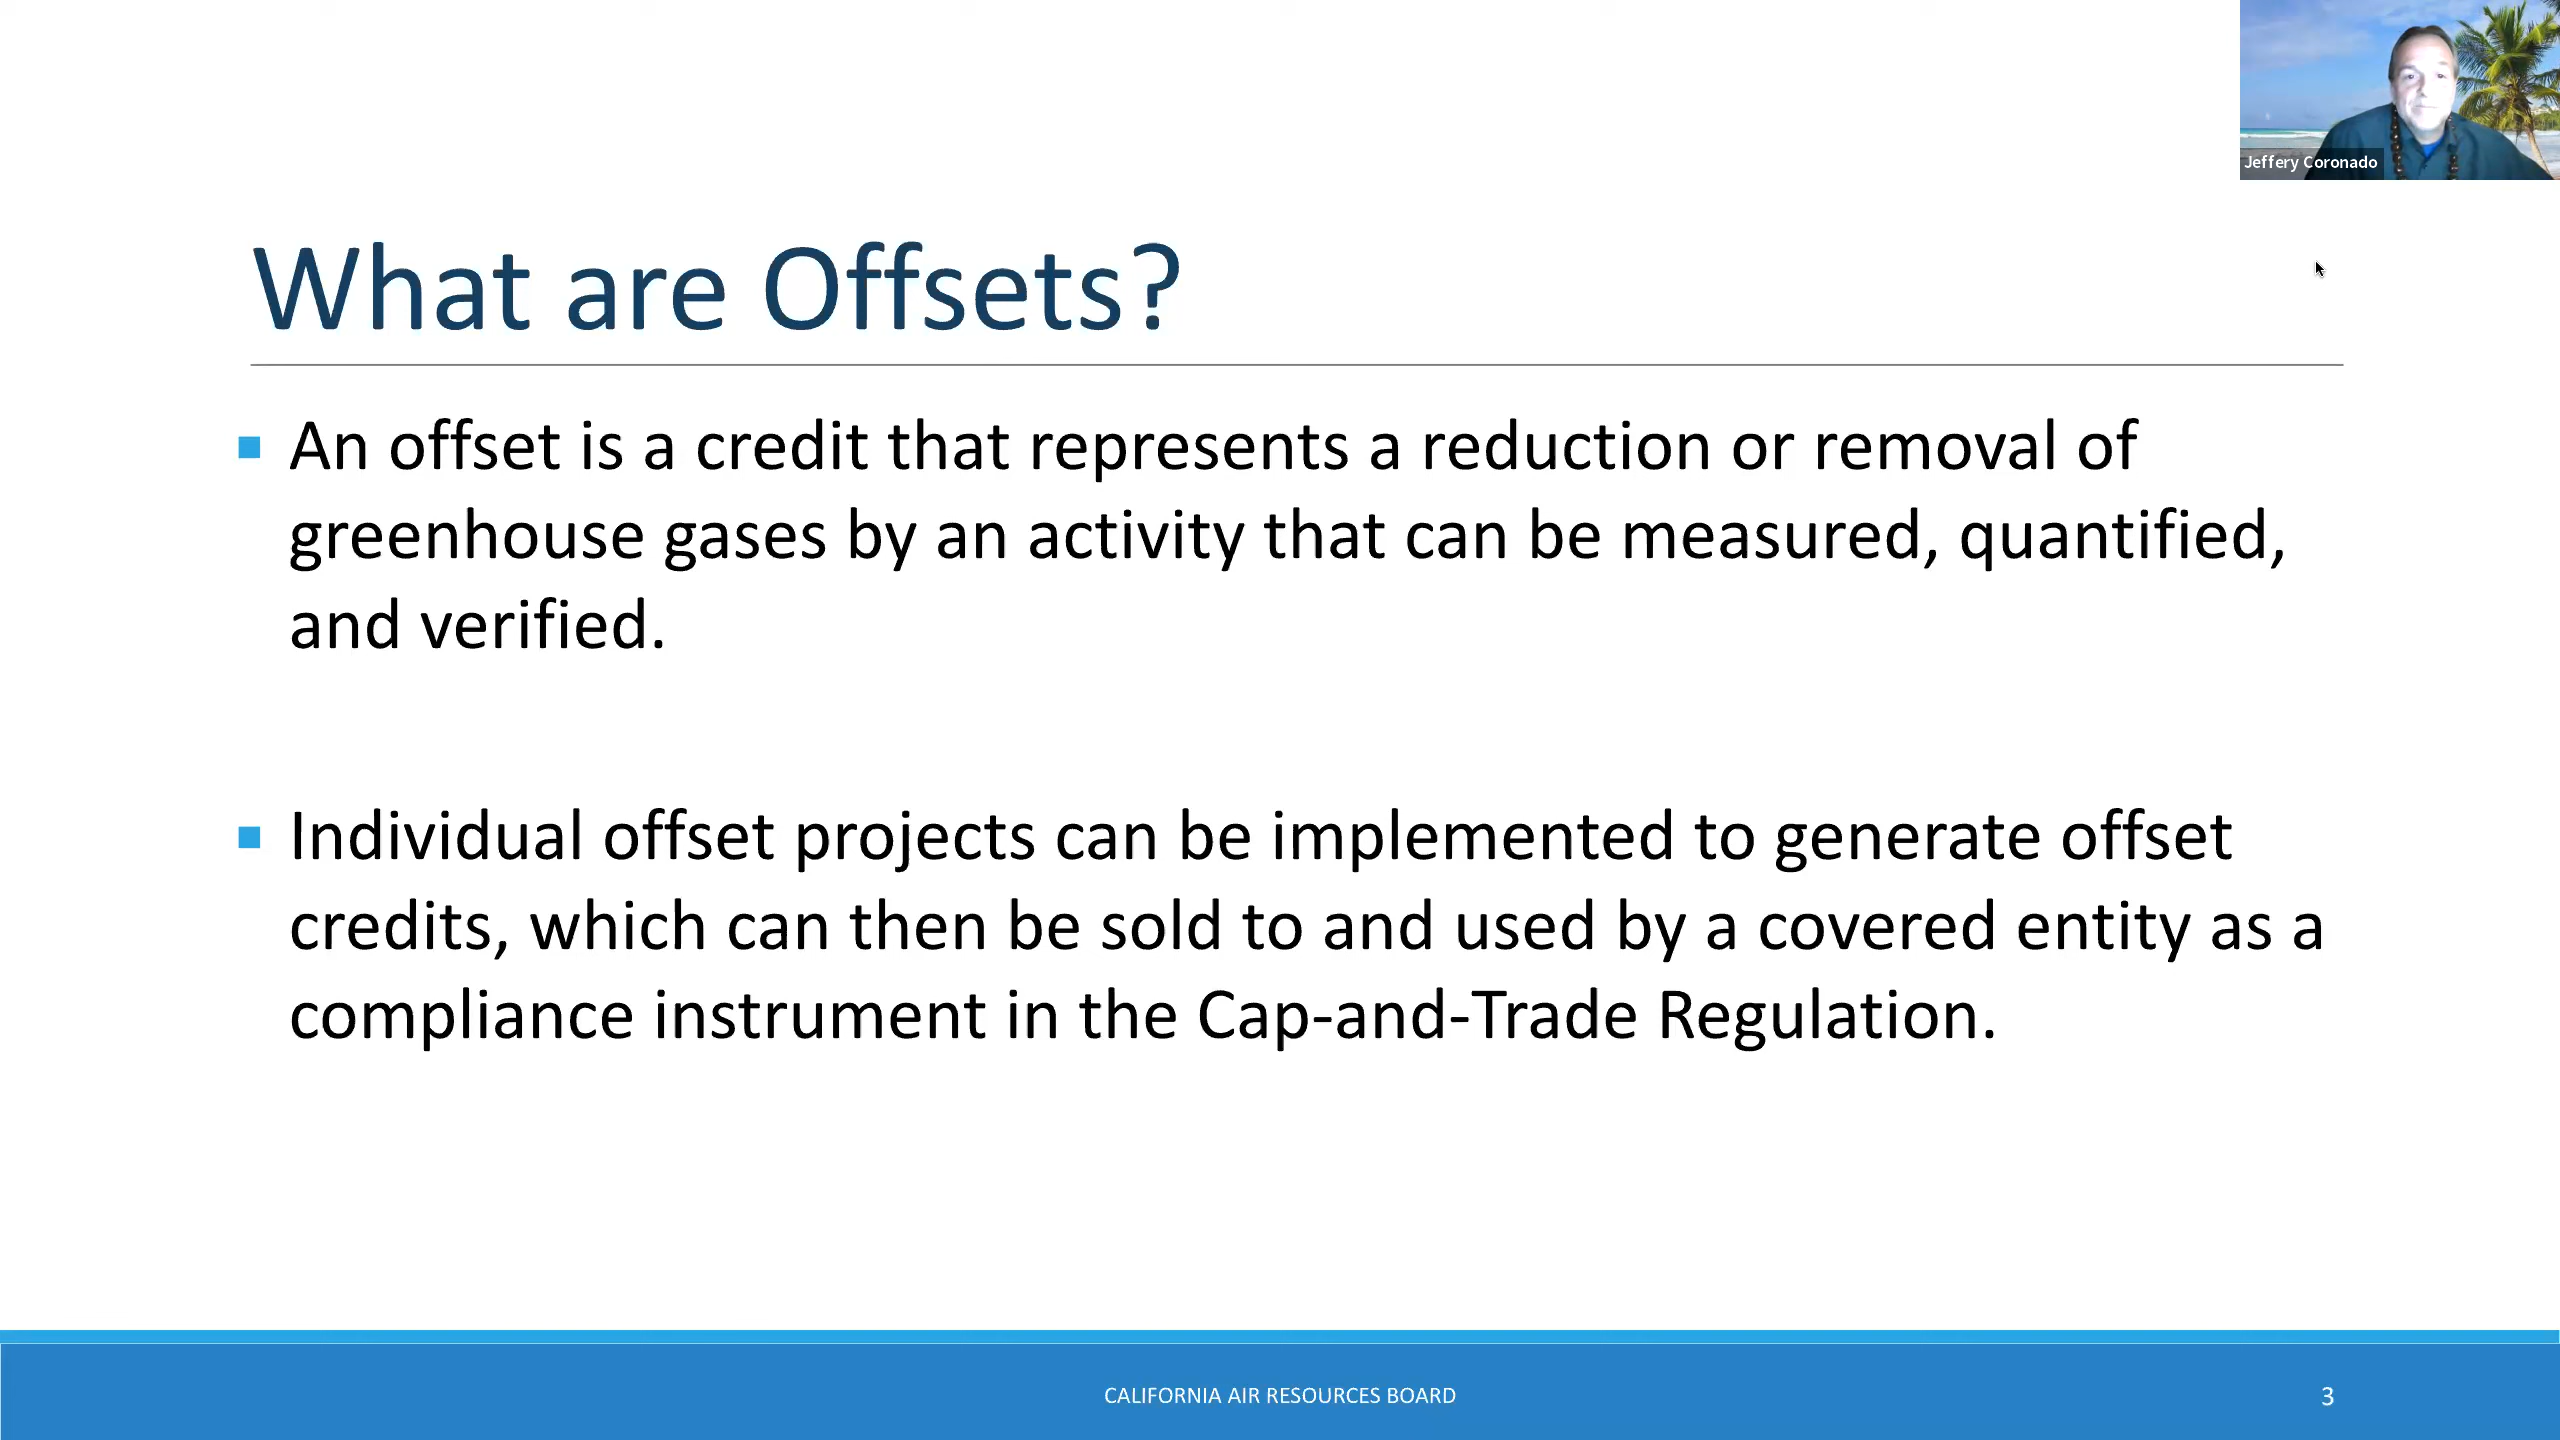 Jeffery Coronado
What are Offsets?
An offset is a credit that represents a reduction or removal of
greenhouse gases by an activity that can be measured, quantified,
and verified.
Individual offset projects can be implemented to generate offset
credits, which can then be sold to and used by a covered entity as a
compliance instrument in the Cap-and-Trade Regulation.
CALIFORNIA AIR RESOURCES BOARD
3